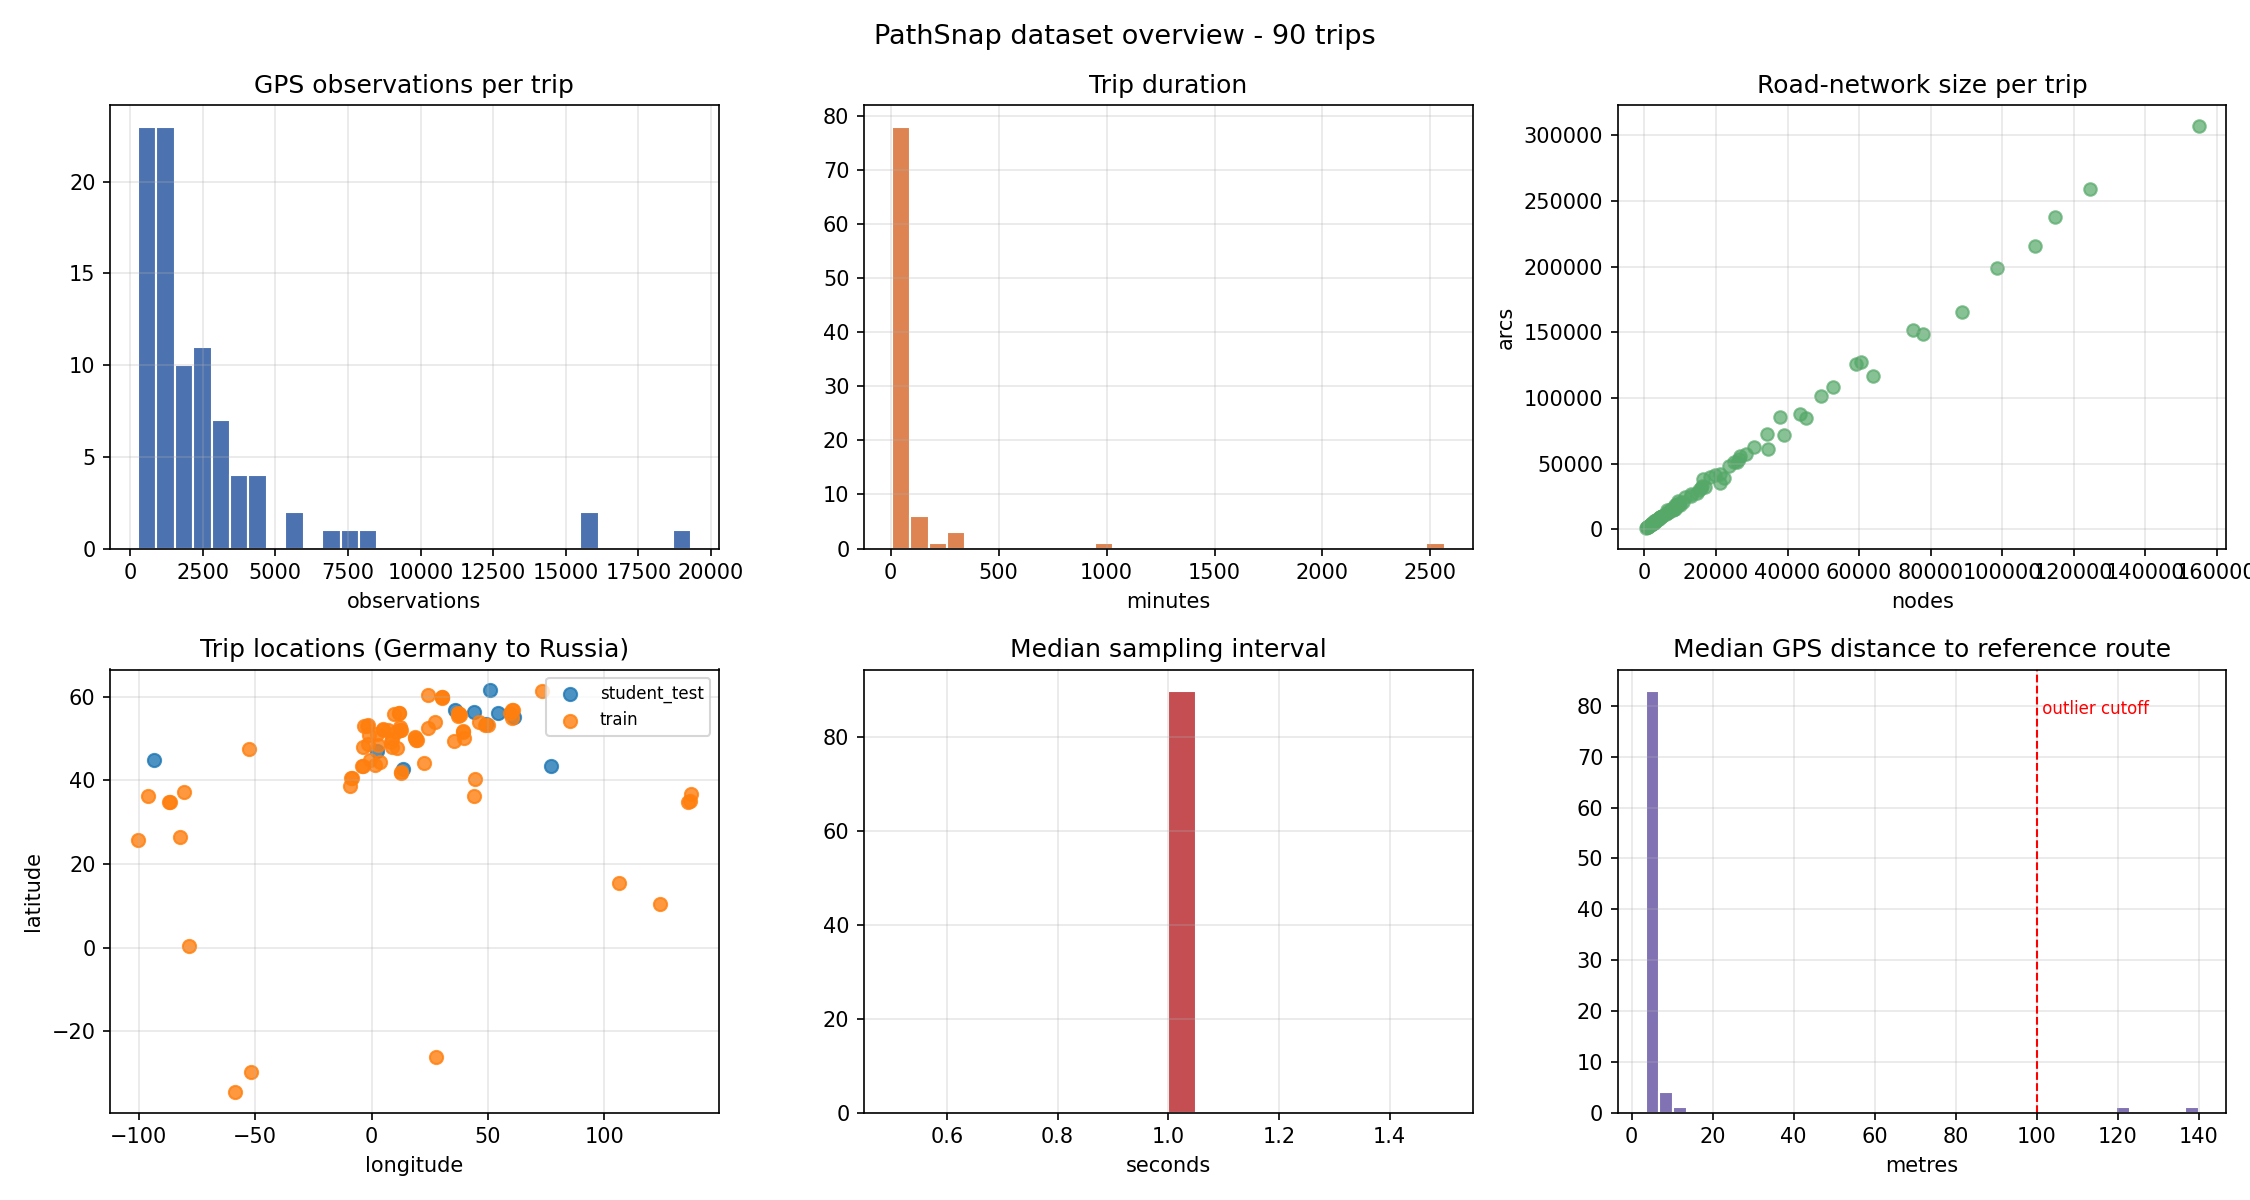 PathSnap dataset overview - 90 trips
GPS observations per trip
20
15
10
5
0
0 2500 5000 7500 10000 12500 15000 17500 20000
observations
Trip duration
80
70
60
50
40
30
20
10
0
0 500 1000 1500 2000 2500
minutes
Road-network size per trip
arcs
300000
250000
200000
150000
100000
50000
0
0 20000 40000 60000 80000 100000 120000 140000 160000
nodes
Trip locations (Germany to Russia)
student_test
train
latitude
60
40
20
0
−20
−100 −50 0 50 100
longitude
Median sampling interval
80
60
40
20
0
0.6 0.8 1.0 1.2 1.4
seconds
Median GPS distance to reference route
outlier cutoff
80
70
60
50
40
30
20
10
0
0 20 40 60 80 100 120 140
metres